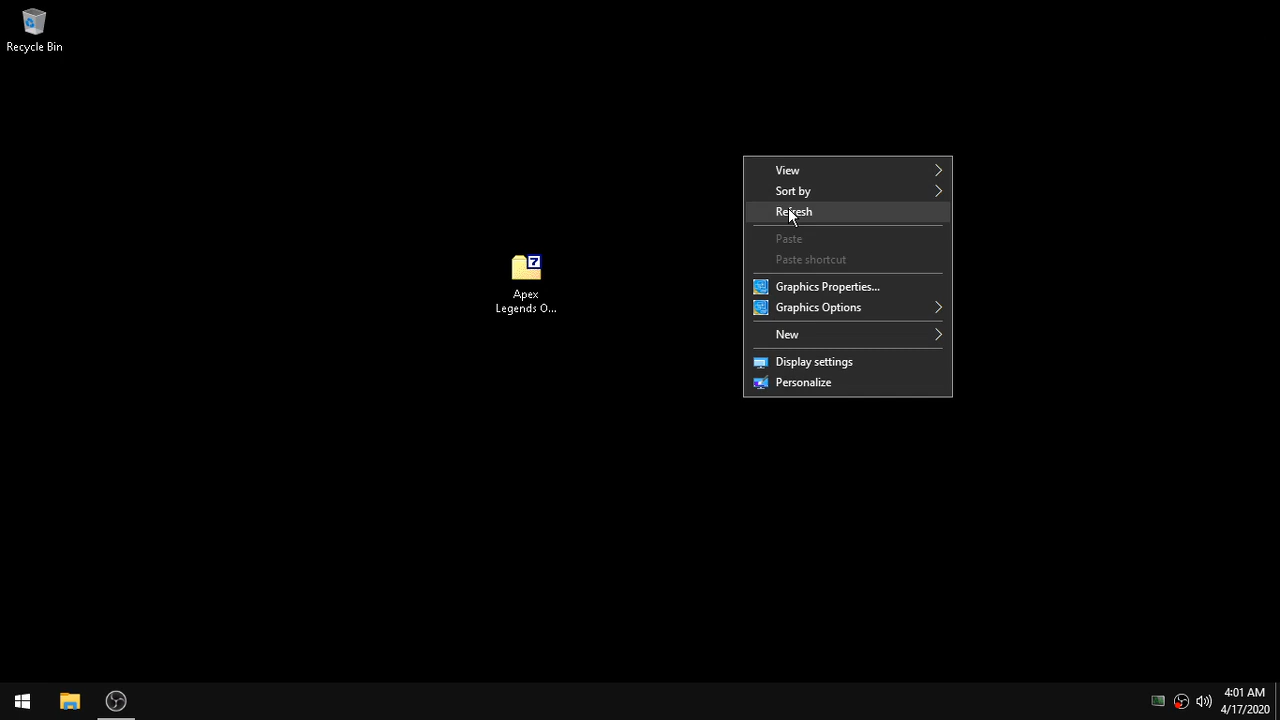 Recycle Bin
View
Sort by
Refresh
Paste
Paste shortcut
Graphics Properties...
Graphics Options
New
Display settings
Personalize
7
Apex
Legends O...
4:01 AM
4/17/2020